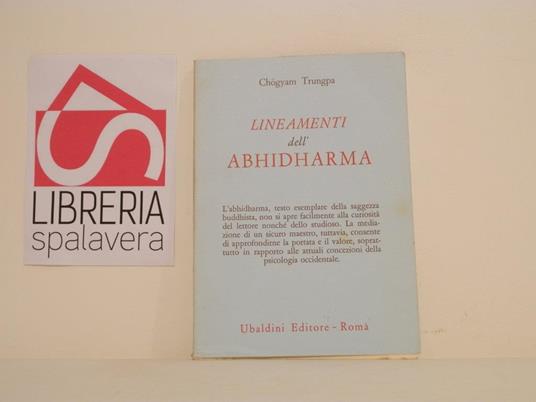 LIBRERIA
spalavera
Chögyam Trungpa
LINEAMENTI
dell'
ABHIDHARMA
L'abhidharma, testo esemplare della saggezza
buddhista, non si apre facilmente alla curiosità
del lettore nonché dello studioso. La media-
zione di un sicuro maestro, tuttavia, consente
di approfondirne la portata e il valore, soprat-
tutto in rapporto alle attuali concezioni della
psicologia occidentale.
Ubaldini Editore - Roma